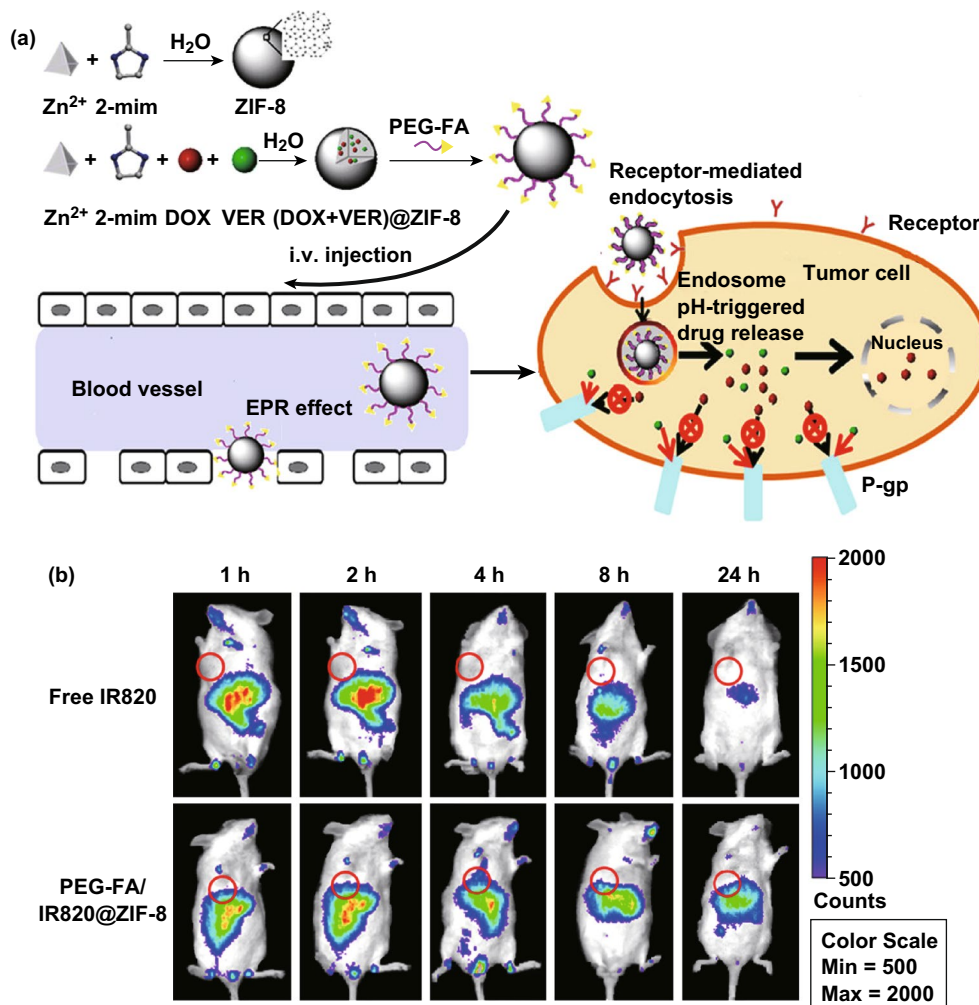 (a)
H₂O
Zn²⁺ 2-mim ZIF-8
H₂O
PEG-FA
Zn²⁺ 2-mim DOX VER (DOX+VER)@ZIF-8
i.v. injection
Receptor-mediated
endocytosis
Receptor
Tumor cell
Endosome
pH-triggered
drug release
Nucleus
Blood vessel
EPR effect
P-gp
(b)
1 h 2 h 4 h 8 h 24 h
Free IR820
PEG-FA/
IR820@ZIF-8
2000
1500
1000
500
Counts
Color Scale
Min = 500
Max = 2000